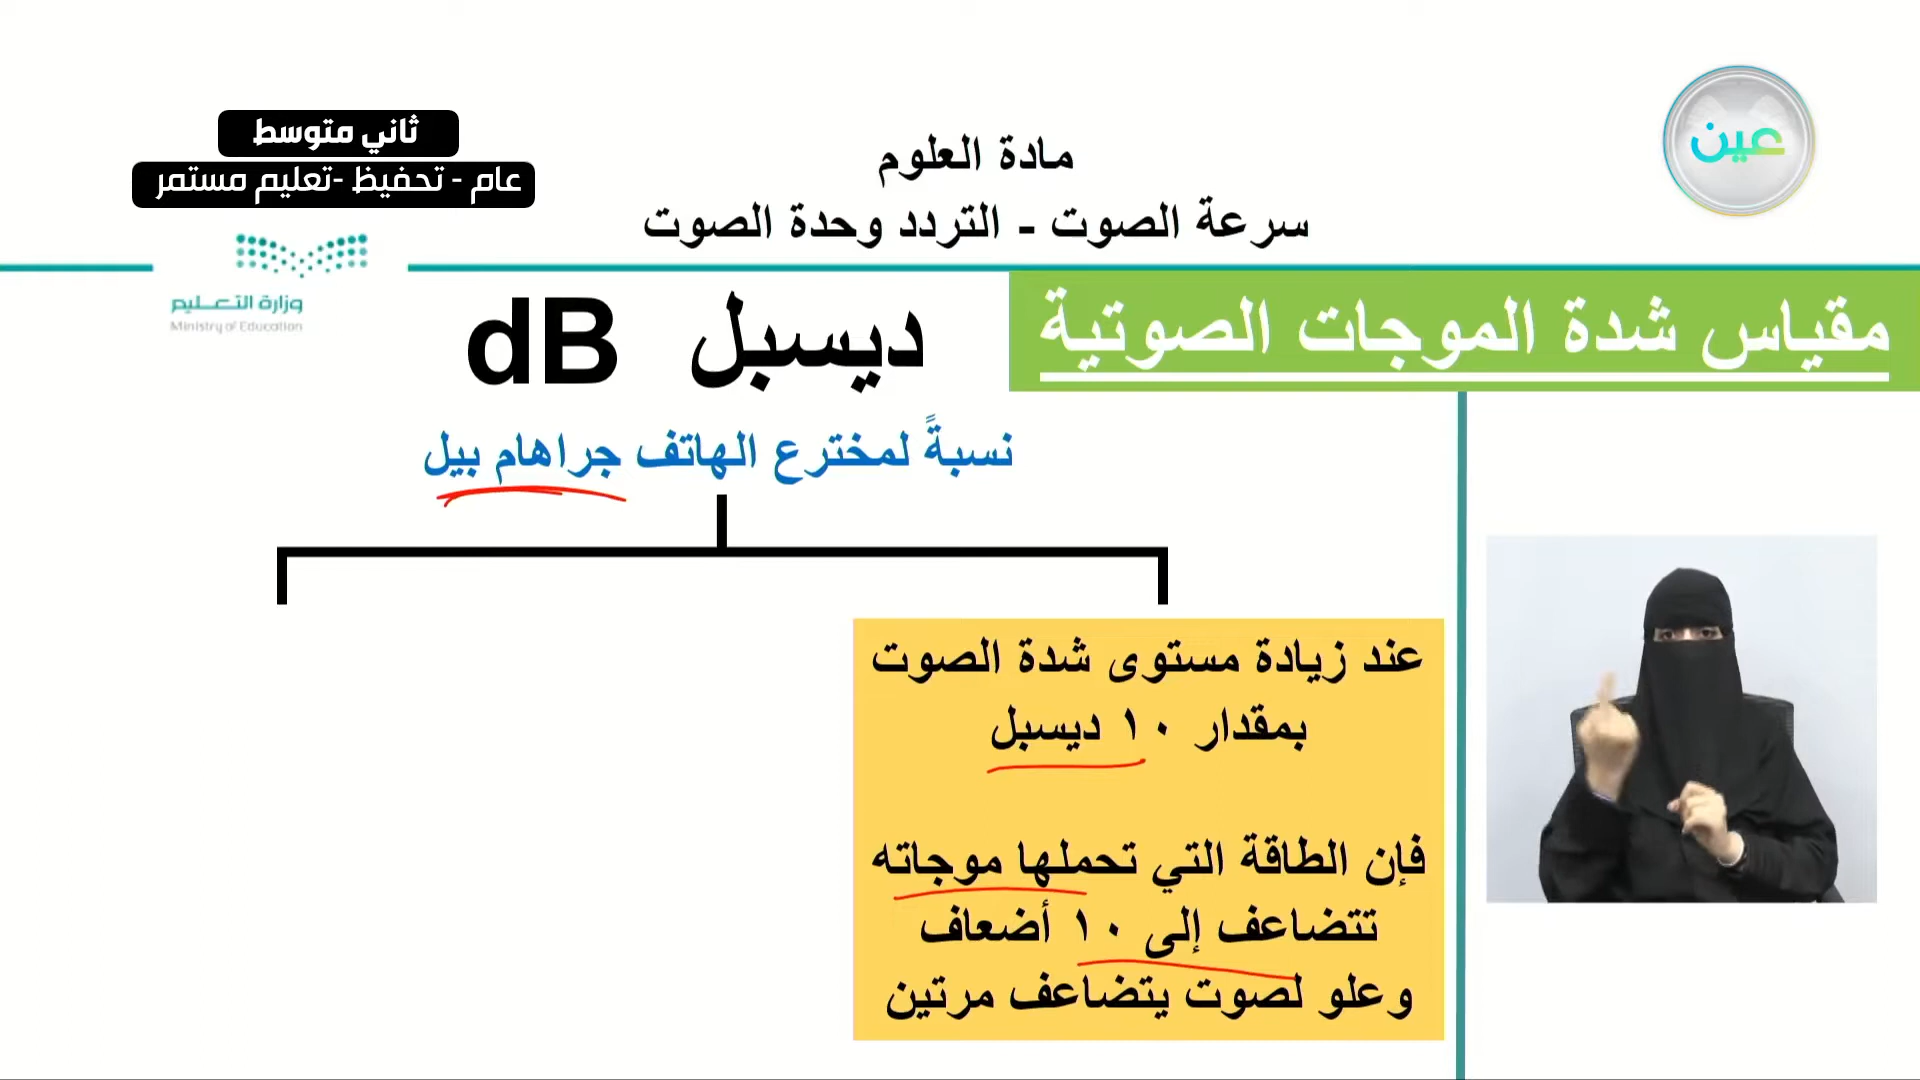 ثاني متوسط
عام - تحفيظ -تعليم مستمر
مادة العلوم
سرعة الصوت - التردد وحدة الصوت
عين
وزارة التعليم
Ministry of Education
مقياس شدة الموجات الصوتية
ديسبل dB
نسبةً لمخترع الهاتف جراهام بيل
عند زيادة مستوى شدة الصوت
بمقدار ١٠ ديسبل
فإن الطاقة التي تحملها موجاته
تتضاعف إلى ١٠ أضعاف
وعلو لصوت يتضاعف مرتين